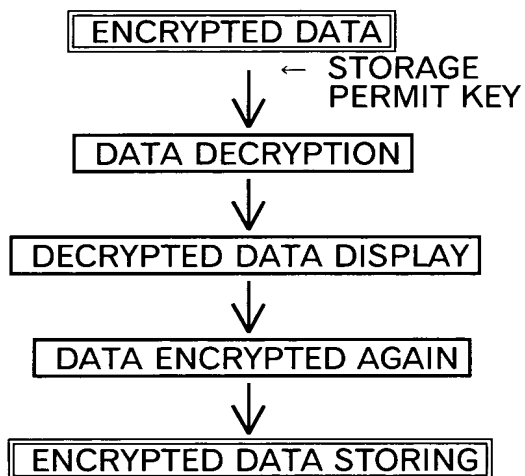 ENCRYPTED DATA
← STORAGE
PERMIT KEY
DATA DECRYPTION
DECRYPTED DATA DISPLAY
DATA ENCRYPTED AGAIN
ENCRYPTED DATA STORING